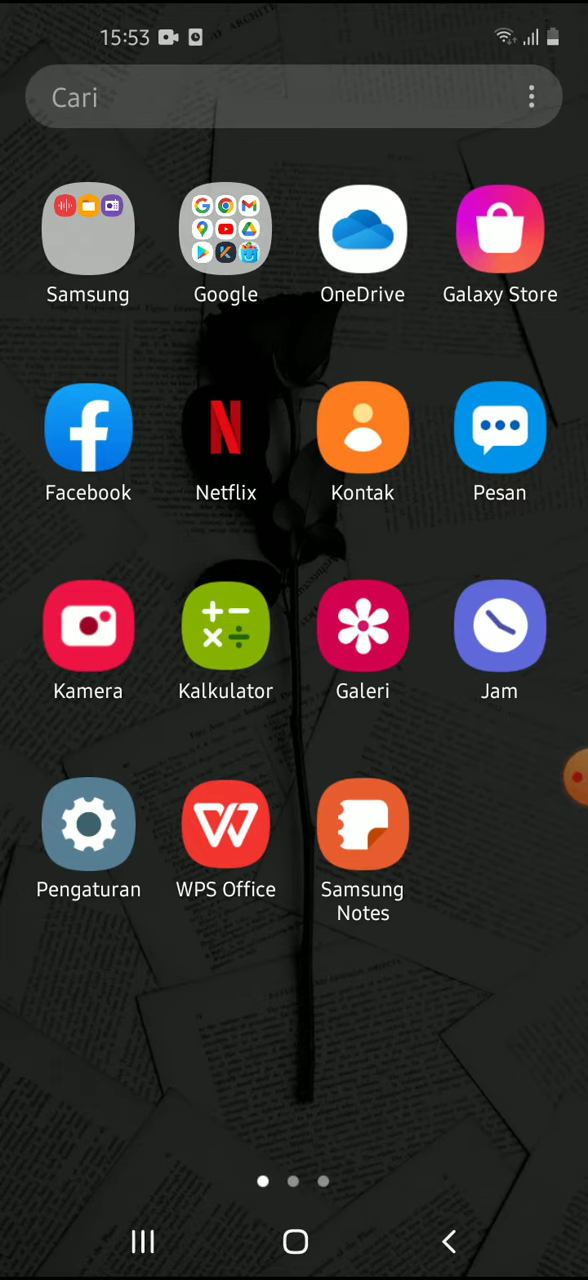 15:53
Cari
Samsung
Google
OneDrive
Galaxy Store
Facebook
Netflix
Kontak
Pesan
Kamera
Kalkulator
Galeri
Jam
Pengaturan
WPS Office
Samsung
Notes